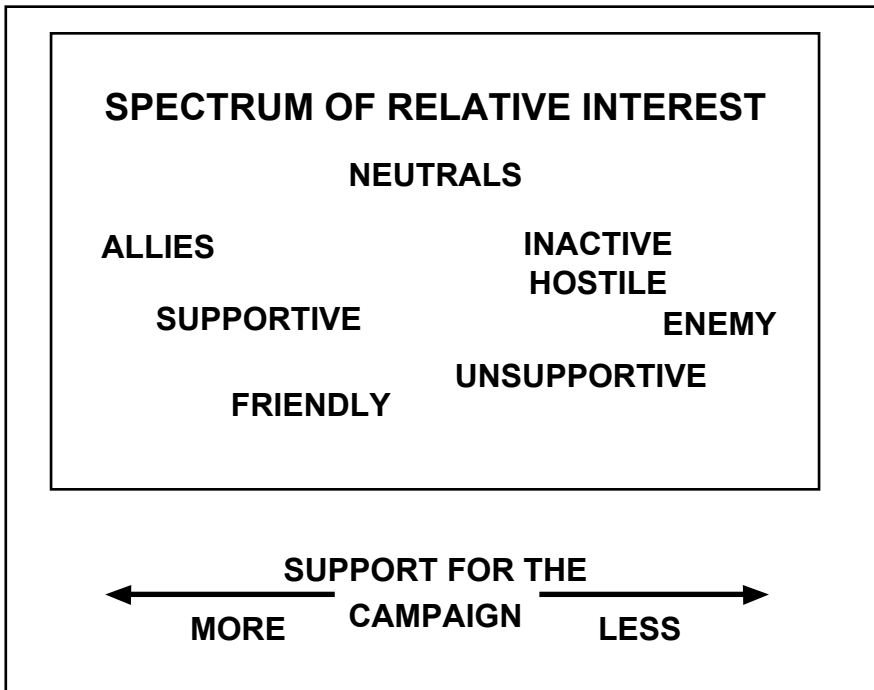 SPECTRUM OF RELATIVE INTEREST
NEUTRALS
ALLIES
INACTIVE
HOSTILE
SUPPORTIVE
ENEMY
UNSUPPORTIVE
FRIENDLY
SUPPORT FOR THE
CAMPAIGN
MORE
LESS